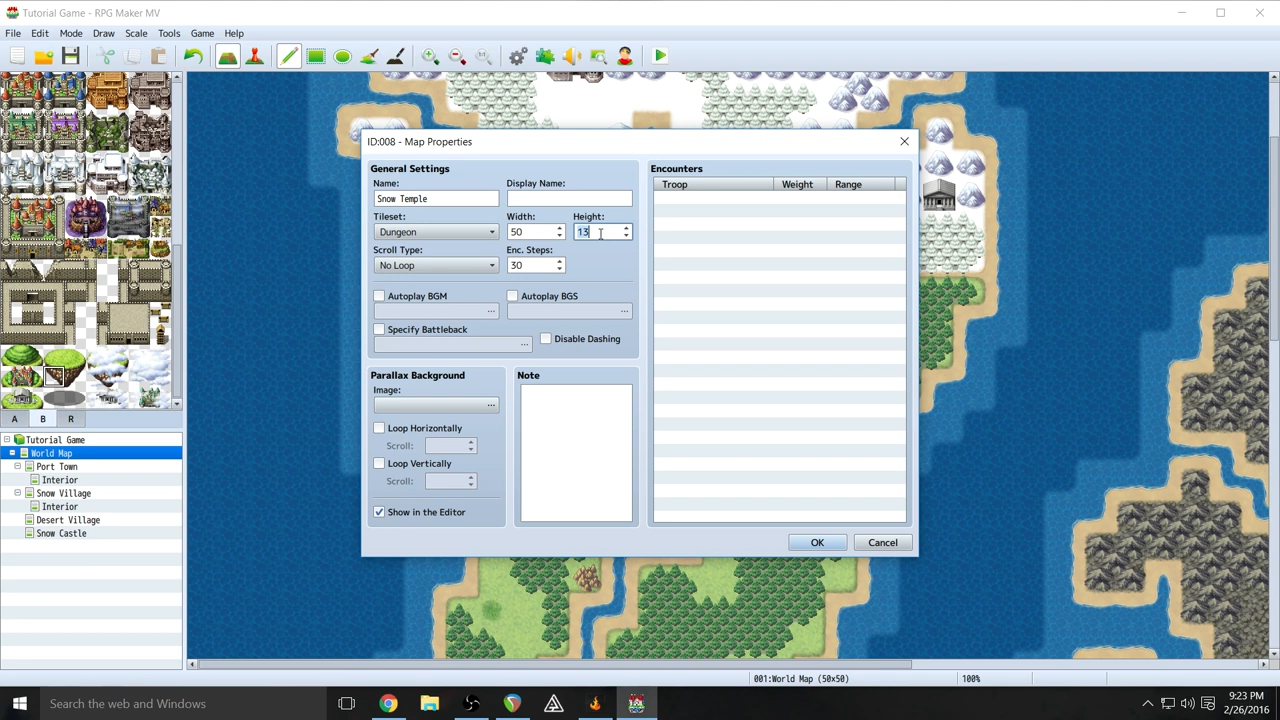 Tutorial Game - RPG Maker MV
File Edit Mode Draw Scale Tools Game Help
1:1
ID:008 - Map Properties
General Settings
Encounters
Name:
Display Name:
Troop
Weight
Range
Snow Temple
Tileset:
Width:
Height:
Dungeon
50
13
Scroll Type:
Enc. Steps:
No Loop
30
Autoplay BGM
Autoplay BGS
...
...
Specify Battleback
Disable Dashing
...
Parallax Background
Note
Image:
...
Loop Horizontally
Scroll:
Loop Vertically
Scroll:
Show in the Editor
OK
Cancel
A
B
R
Tutorial Game
World Map
Port Town
Interior
Snow Village
Interior
Desert Village
Snow Castle
001:World Map (50x50)
100%
Search the web and Windows
9:23 PM
2/26/2016